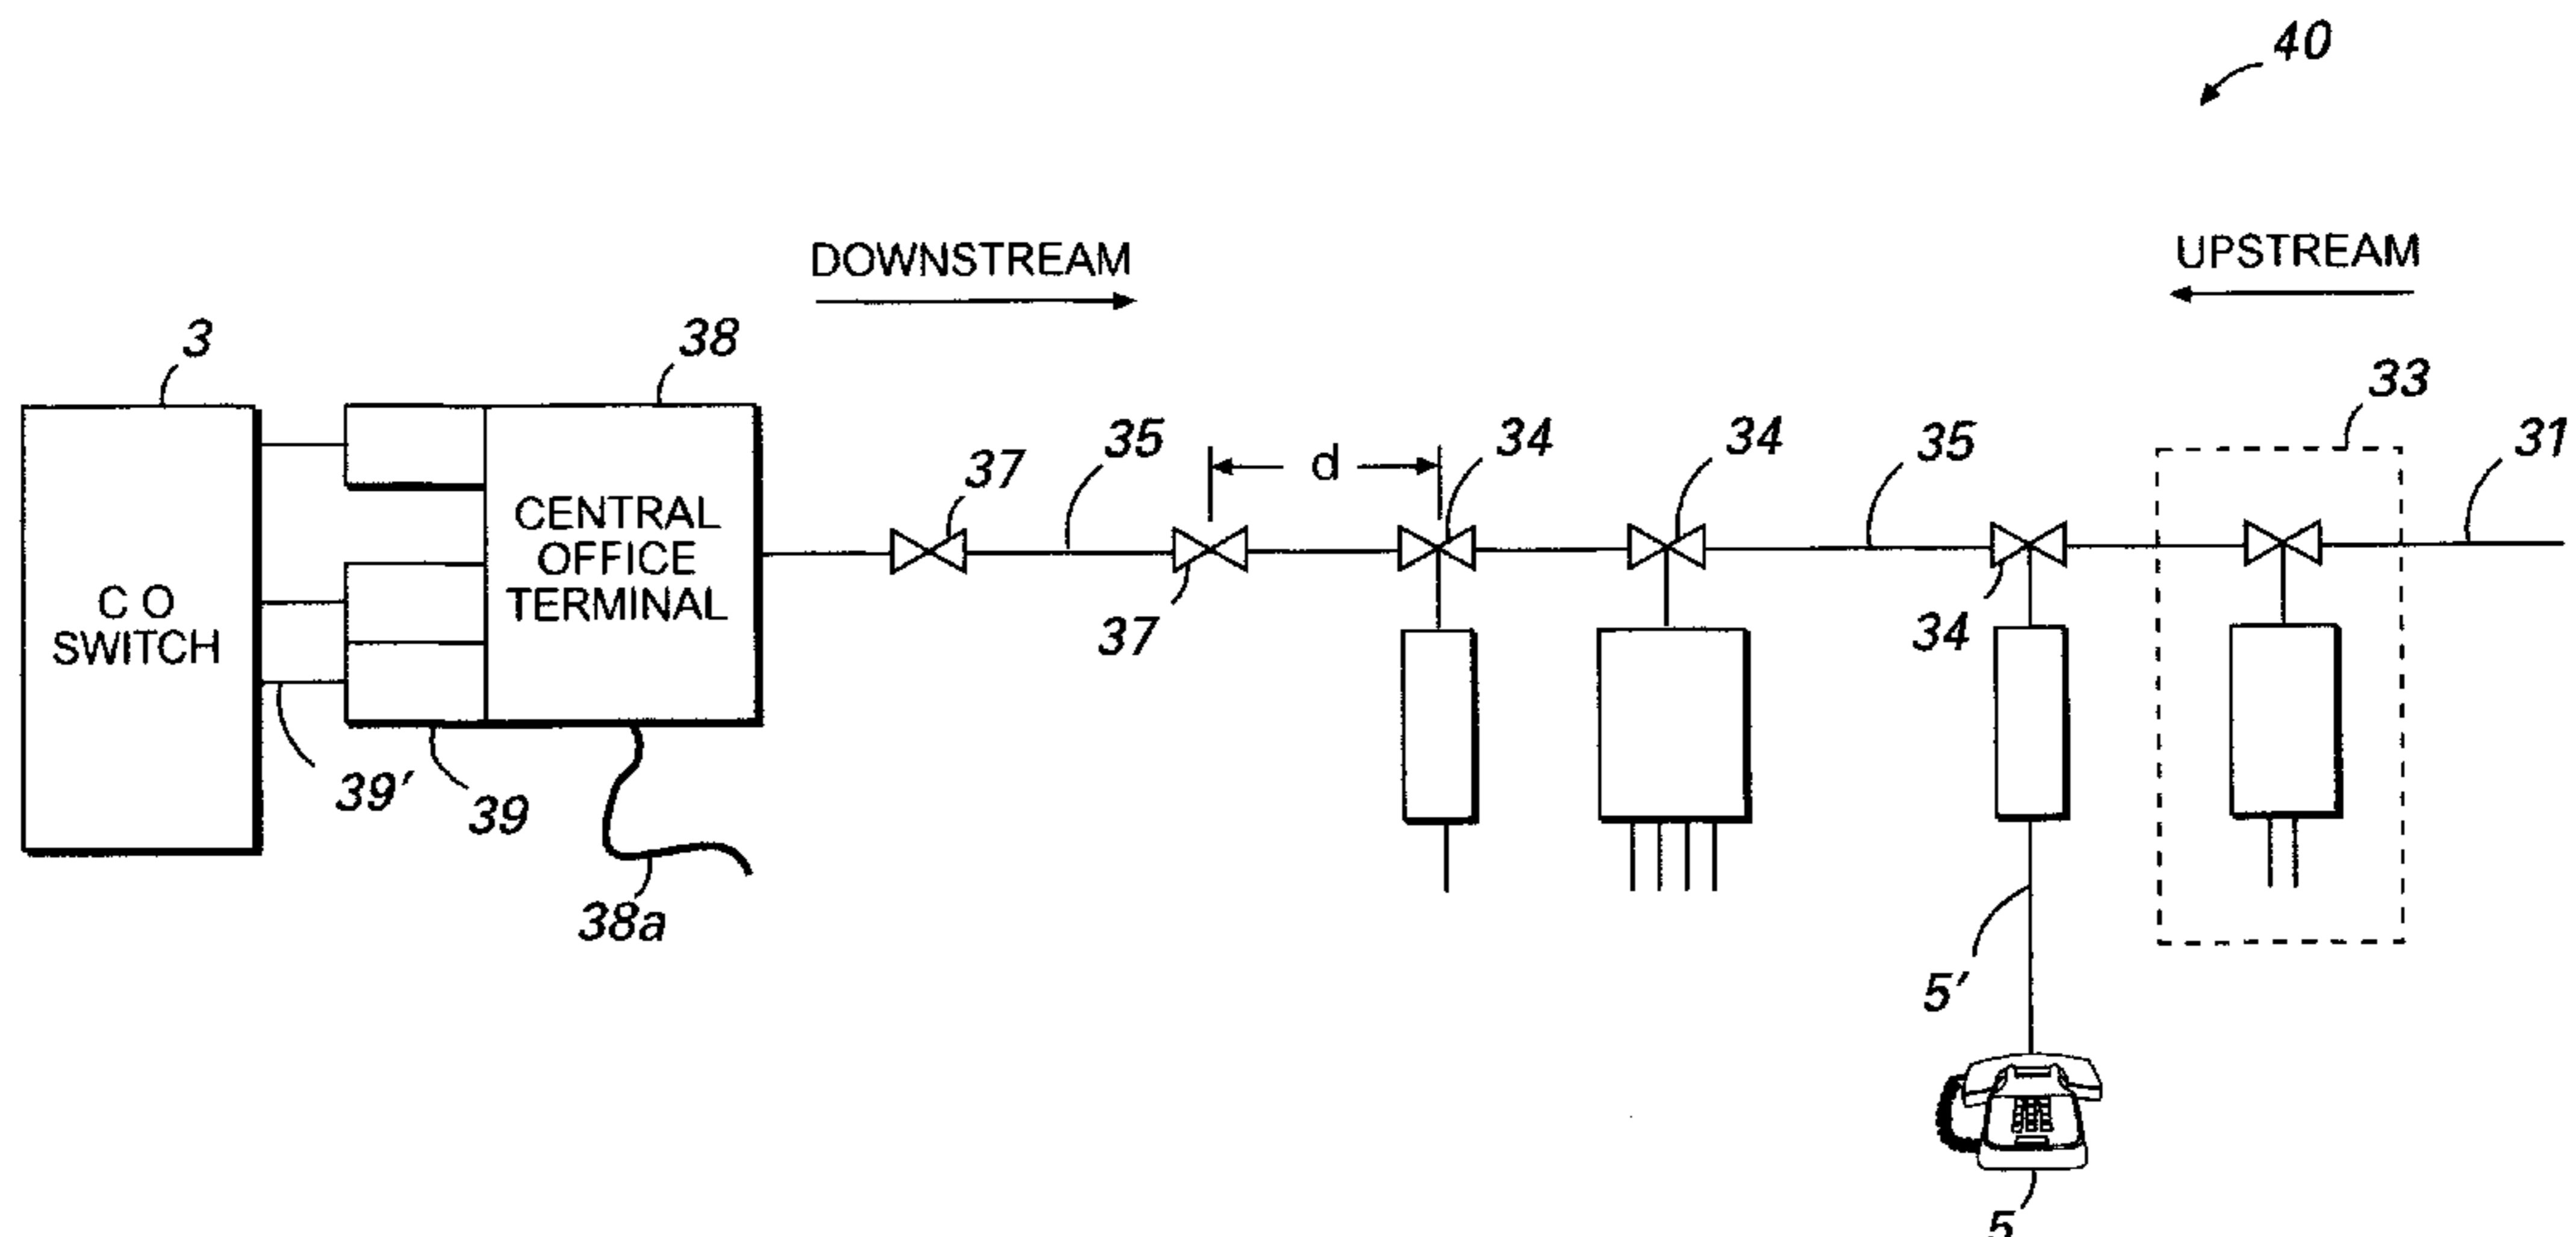 40
DOWNSTREAM
UPSTREAM
3
38
33
37
35
d
34
34
35
31
CENTRAL
OFFICE
TERMINAL
C O
SWITCH
37
34
39′
39
38a
5′
5